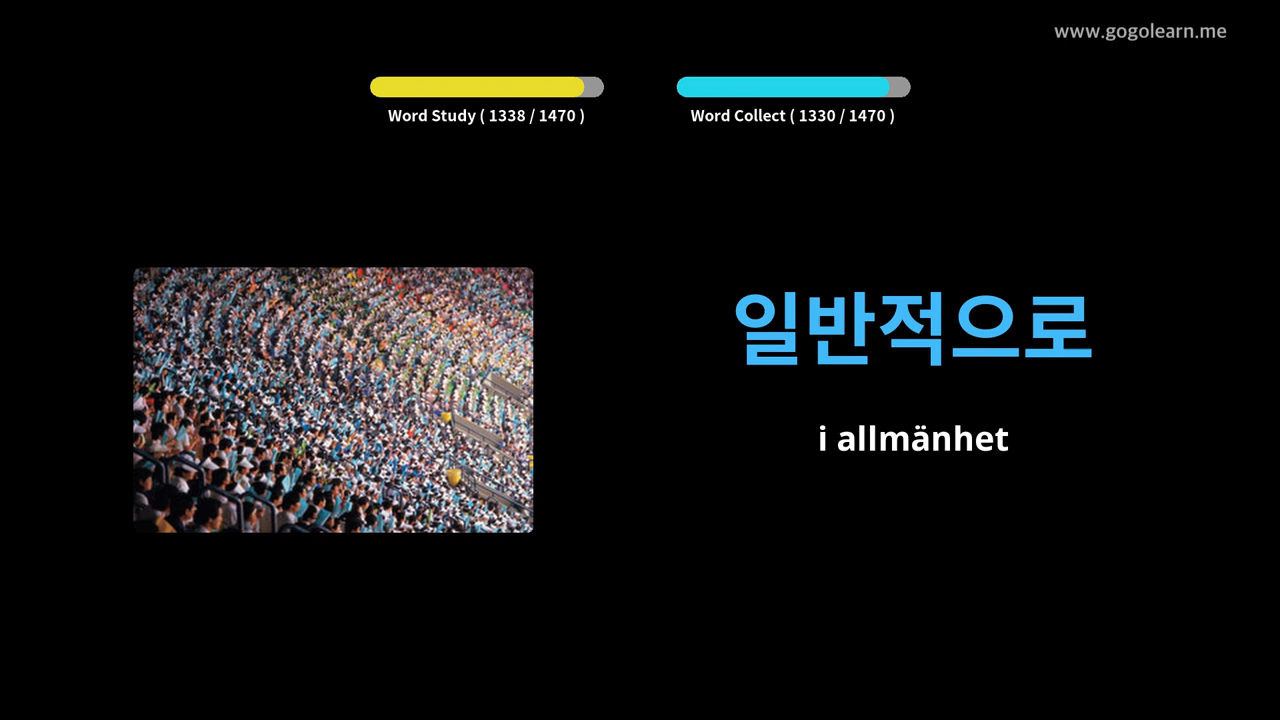 www.gogolearn.me
Word Study ( 1338 / 1470 )
Word Collect ( 1330 / 1470 )
일반적으로
i allmänhet